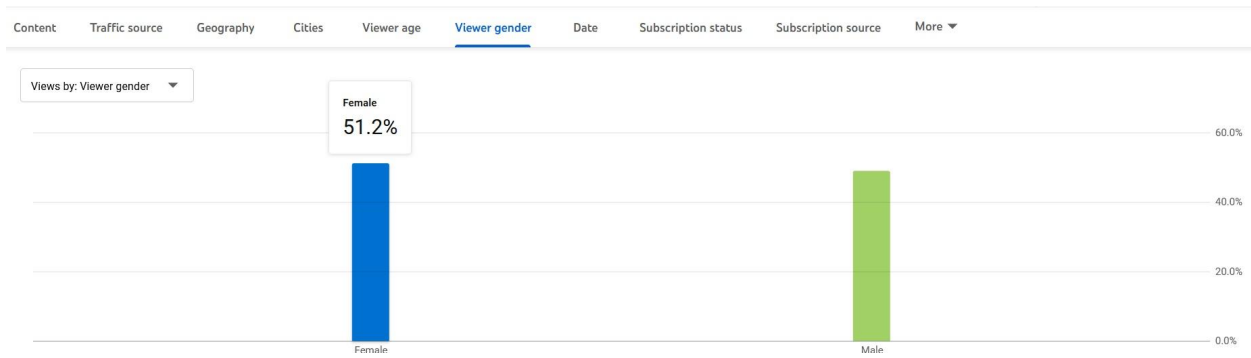 Content Traffic source Geography Cities Viewer age Viewer gender Date Subscription status Subscription source More
Views by: Viewer gender
Female
51.2%
60.0%
40.0%
20.0%
0.0%
Female Male